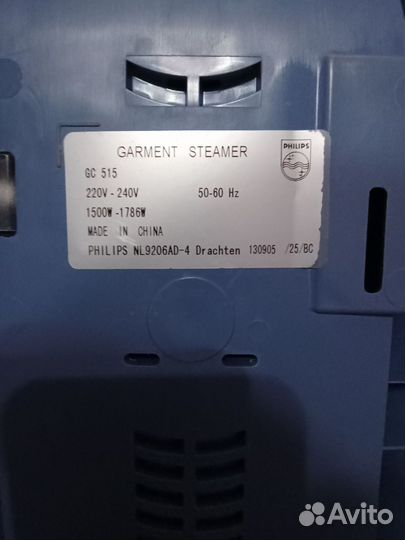 GARMENT STEAMER
PHILIPS
GC 515
220V - 240V 50-60 Hz
1500W -1786W
MADE IN CHINA
PHILIPS NL9206AD-4 Drachten 130905 /25/BC
Avito